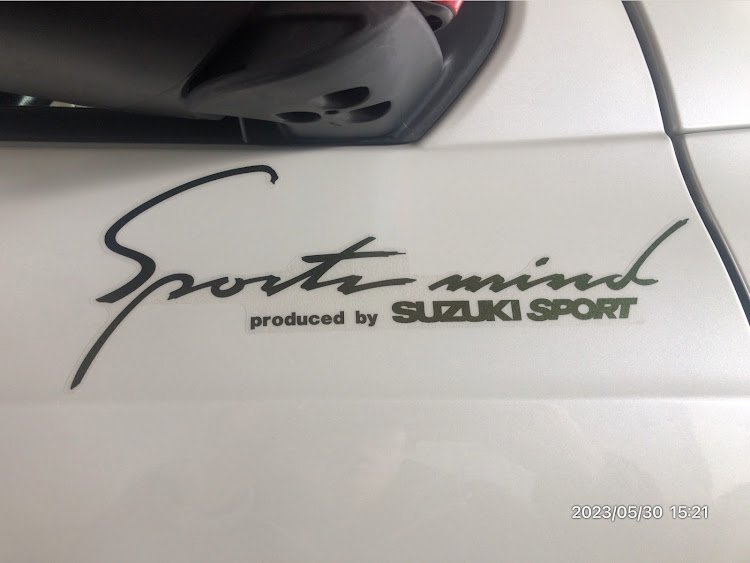 Sports mind
produced by SUZUKI SPORT
2023/05/30 15:21